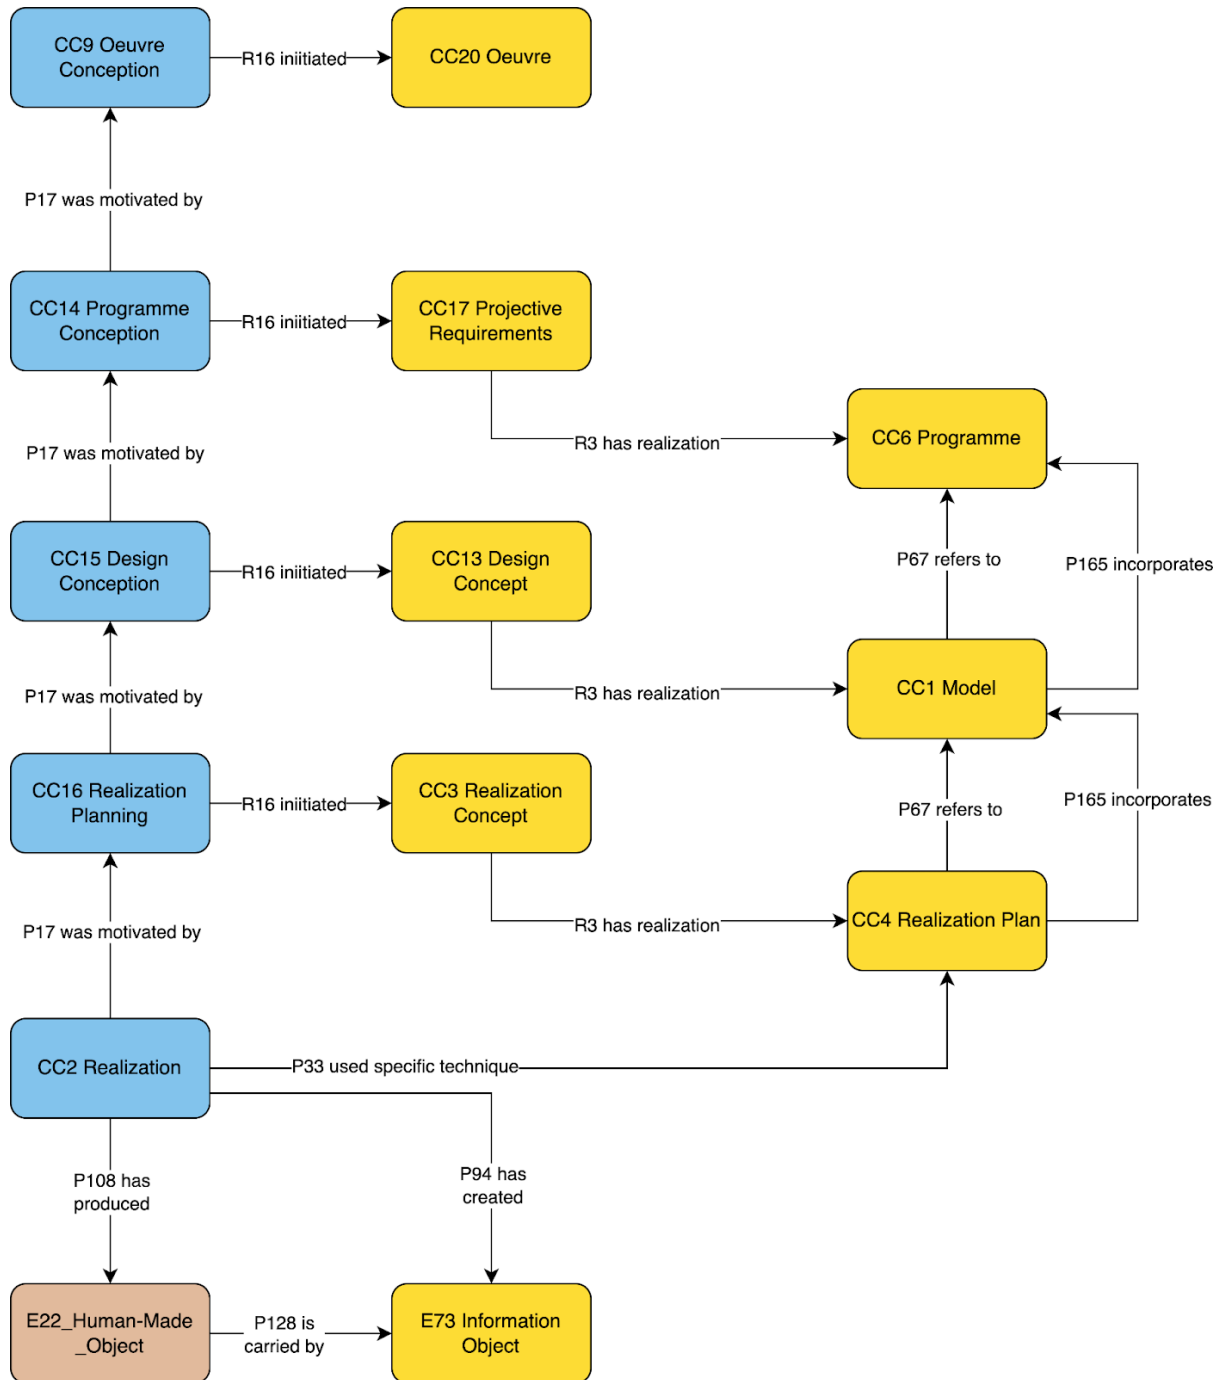 CC9 Oeuvre
Conception
R16 iniitiated
CC20 Oeuvre
P17 was motivated by
CC14 Programme
Conception
R16 iniitiated
CC17 Projective
Requirements
R3 has realization
CC6 Programme
P17 was motivated by
CC15 Design
Conception
R16 iniitiated
CC13 Design
Concept
P67 refers to
P165 incorporates
R3 has realization
CC1 Model
P17 was motivated by
CC16 Realization
Planning
R16 iniitiated
CC3 Realization
Concept
P67 refers to
P165 incorporates
R3 has realization
CC4 Realization Plan
P17 was motivated by
CC2 Realization
P33 used specific technique
P108 has
produced
P94 has
created
E22_Human-Made
_Object
P128 is
carried by
E73 Information
Object